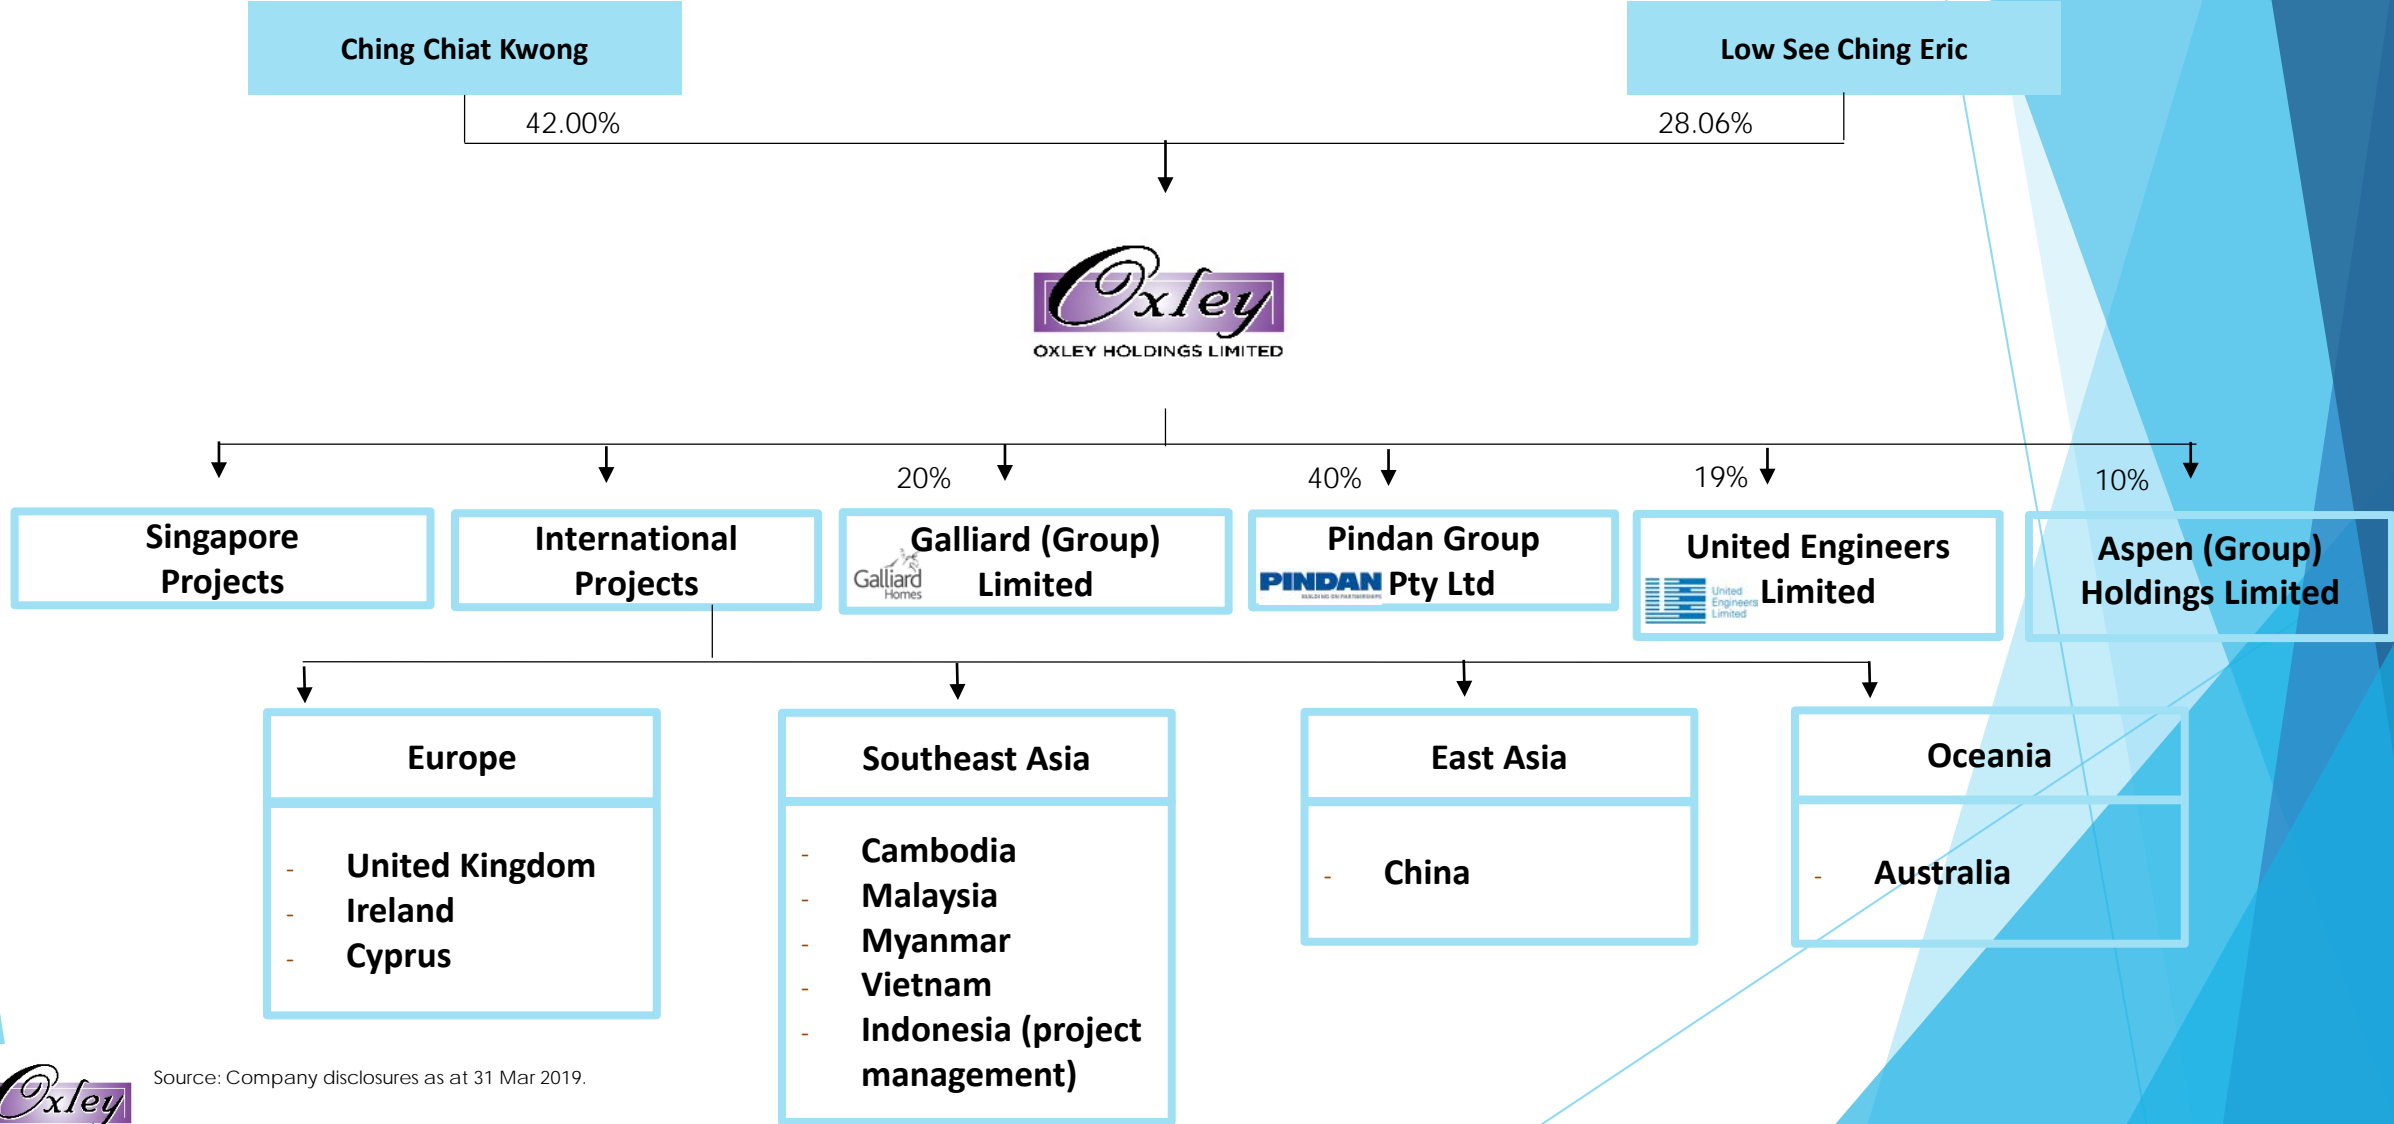 Ching Chiat Kwong
Low See Ching Eric
42.00%
28.06%
Oxley
OXLEY HOLDINGS LIMITED
20%
40%
19%
10%
Singapore
Projects
International
Projects
Galliard (Group)
Limited
Galliard
Homes
Pindan Group
Pty Ltd
PINDAN
BUILDING ON PARTNERSHIPS
United Engineers
Limited
United
Engineers
Limited
Aspen (Group)
Holdings Limited
Europe
- United Kingdom
- Ireland
- Cyprus
Southeast Asia
- Cambodia
- Malaysia
- Myanmar
- Vietnam
- Indonesia (project
management)
East Asia
- China
Oceania
- Australia
Oxley
Source: Company disclosures as at 31 Mar 2019.